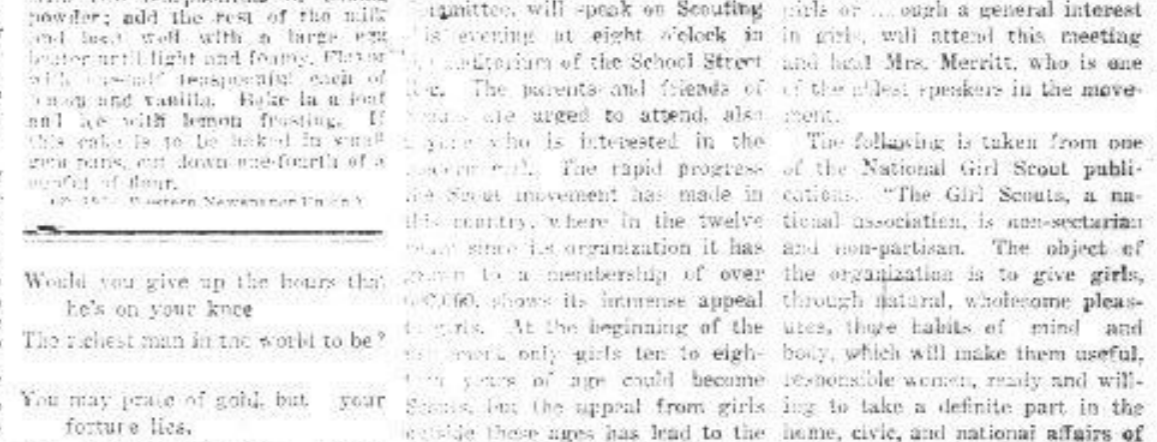 powder; add the rest of the milk
and beat well with a large egg
beater until light and foamy. Flavor
with one-half teaspoonful each of
lemon and vanilla. Bake in a loaf
and ice with lemon frosting. If
this cake is to be baked in small
gem pans, cut down one-fourth of a
cupful of flour.
Western Newspaper Union
Would you give up the hours that
he's on your knee
The richest man in the world to be?
You may prate of gold, but your
fortune lies,
will speak on Scouting
this evening at eight o'clock in
auditorium of the School Street
The parents and friends of
are urged to attend, also
who is interested in the
The rapid progress
the Scout movement has made in
this country, where in the twelve
years since its organization it has
grown to a membership of over
shows its immense appeal
to girls. At the beginning of the
only girls ten to eigh-
teen years of age could become
Scouts, but the appeal from girls
outside these ages has lead to the
girls or through a general interest
in girls, will attend this meeting
and hear Mrs. Merritt, who is one
of the ablest speakers in the move-
ment.
The following is taken from one
of the National Girl Scout publi-
cations. "The Girl Scouts, a na-
tional association, is non-sectarian
and non-partisan. The object of
the organization is to give girls,
through natural, wholesome pleas-
ures, those habits of mind and
body, which will make them useful,
responsible women, ready and will-
ing to take a definite part in the
home, civic, and national affairs of